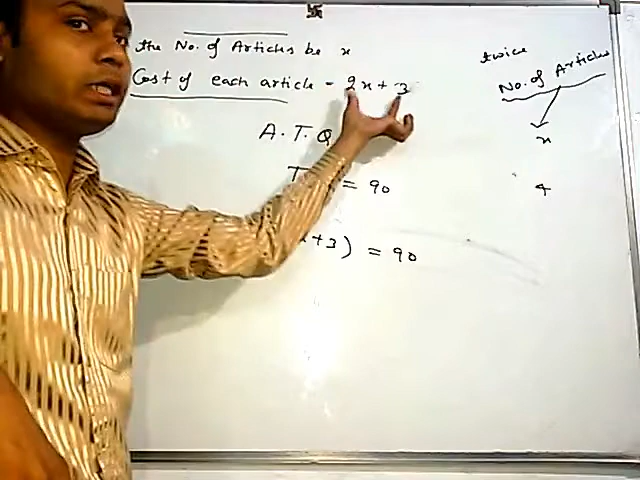 卐
the No. of Articles be x
Cost of each article = 2x + 3
A. T. Q
T = 90
x + 3 ) = 90
twice
No. of Articles
x
4